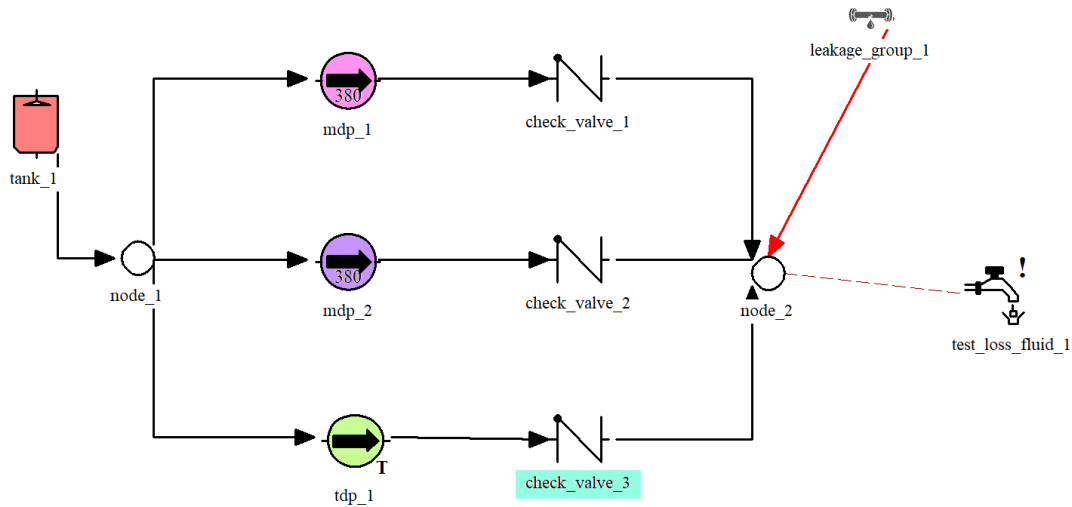 leakage_group_1
380
mdp_1
check_valve_1
tank_1
node_1
380
mdp_2
check_valve_2
node_2
!
test_loss_fluid_1
T
tdp_1
check_valve_3